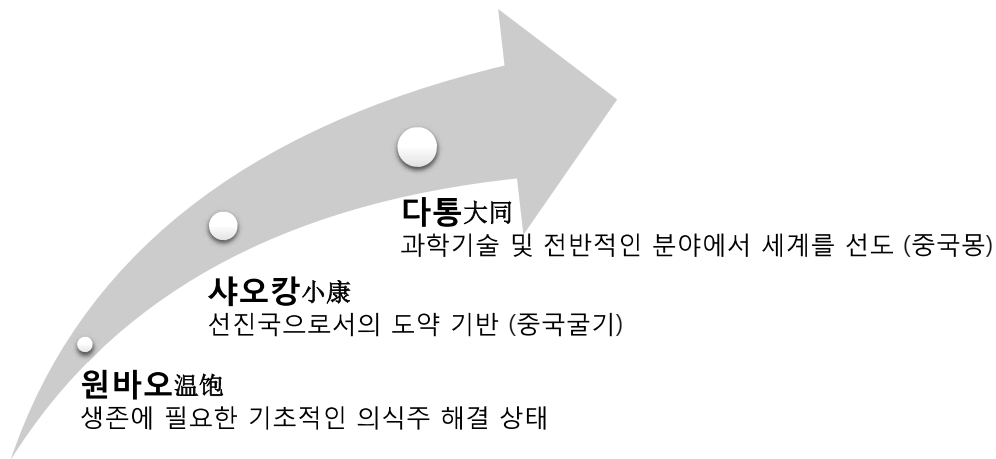 다통大同
과학기술 및 전반적인 분야에서 세계를 선도 (중국몽)
샤오캉小康
선진국으로서의 도약 기반 (중국굴기)
원바오温饱
생존에 필요한 기초적인 의식주 해결 상태